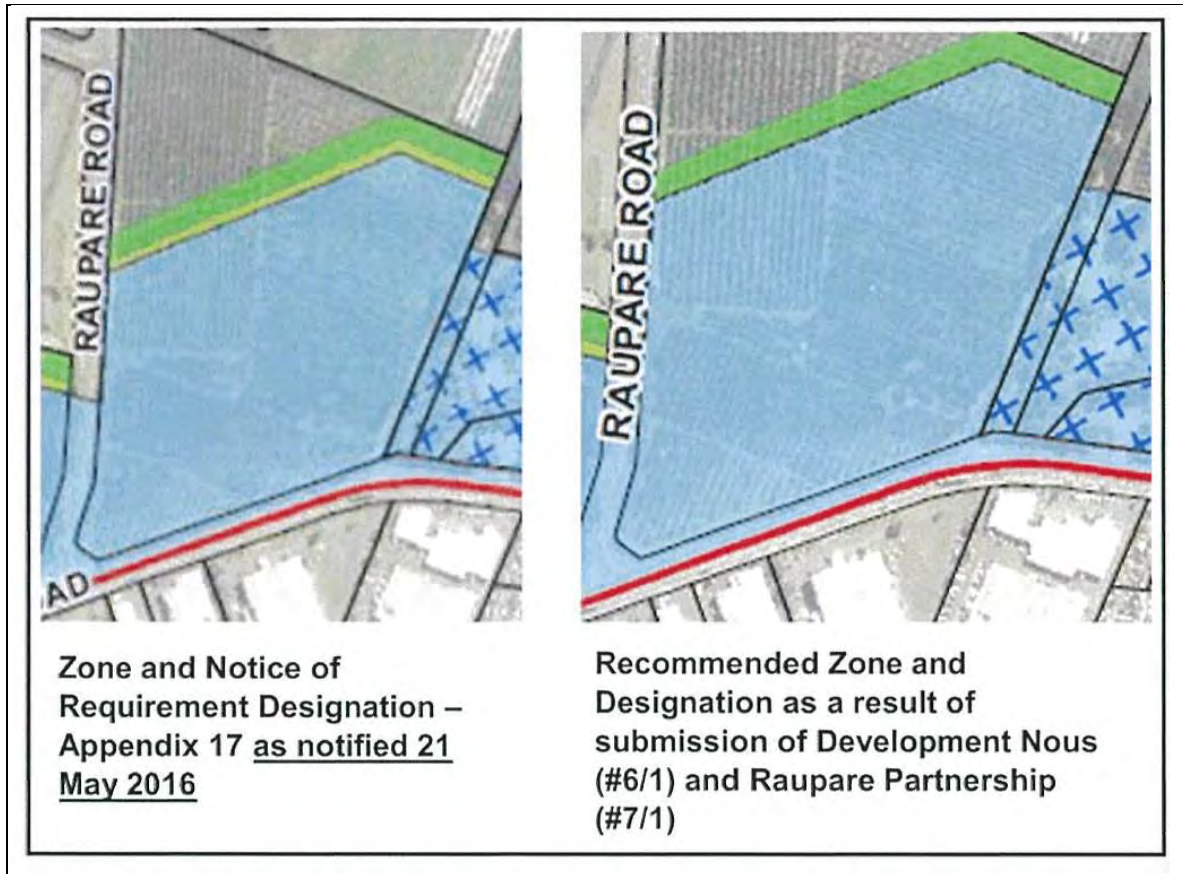 RAUPARE ROAD
AD
Zone and Notice of
Requirement Designation –
Appendix 17 as notified 21
May 2016
RAUPARE ROAD
Recommended Zone and
Designation as a result of
submission of Development Nous
(#6/1) and Raupare Partnership
(#7/1)